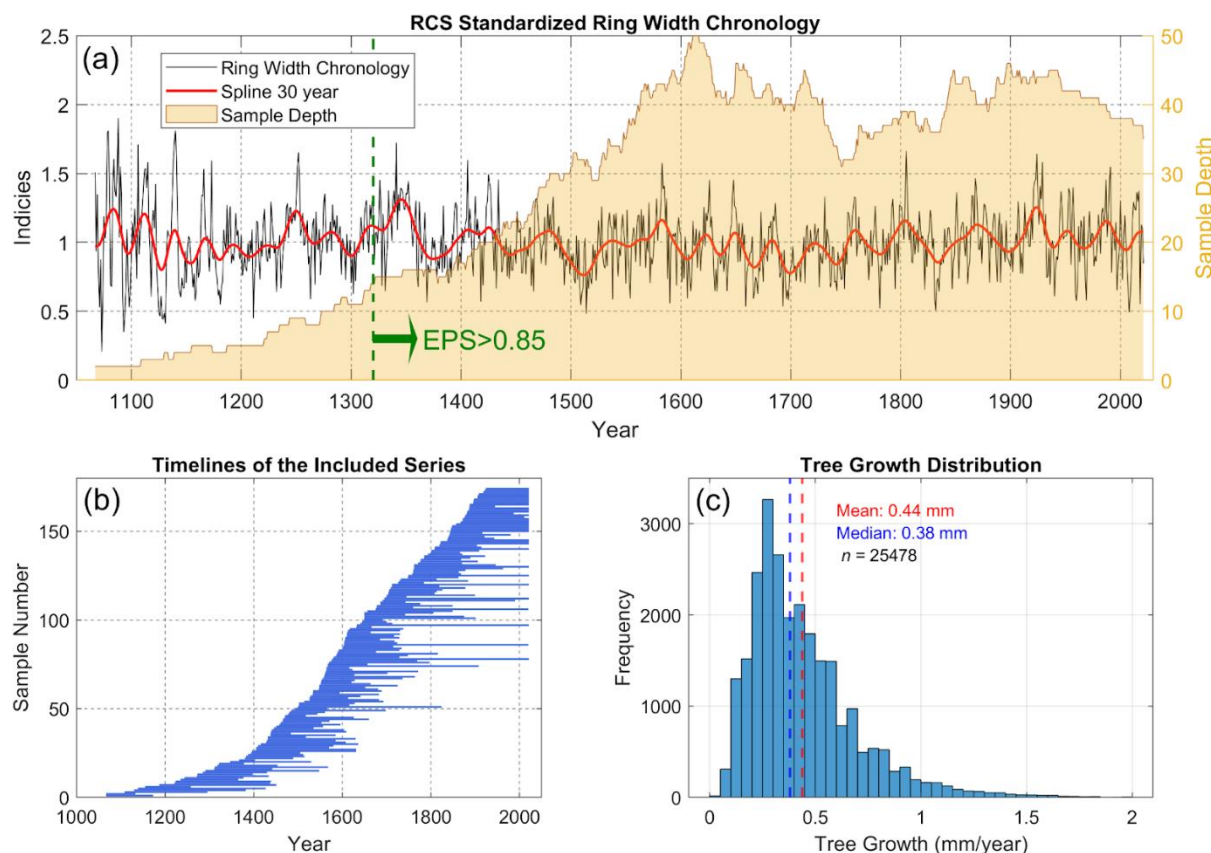 RCS Standardized Ring Width Chronology
(a)
Ring Width Chronology
Spline 30 year
Sample Depth
EPS>0.85
Indicies
0
0.5
1
1.5
2
2.5
Sample Depth
0
10
20
30
40
50
1100 1200 1300 1400 1500 1600 1700 1800 1900 2000
Year
Timelines of the Included Series
(b)
Sample Number
0
50
100
150
1000 1200 1400 1600 1800 2000
Year
Tree Growth Distribution
(c)
Mean: 0.44 mm
Median: 0.38 mm
n = 25478
Frequency
0
1000
2000
3000
0 0.5 1 1.5 2
Tree Growth (mm/year)